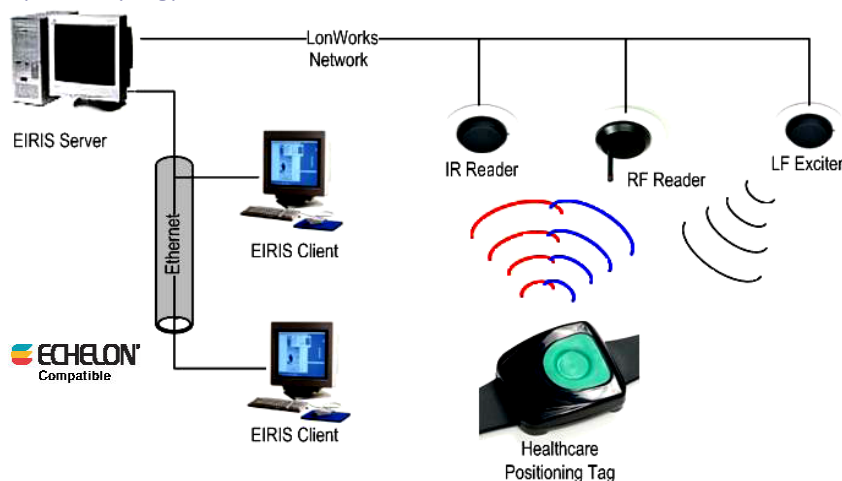 LonWorks
Network
EIRIS Server
IR Reader
RF Reader
LF Exciter
Ethernet
EIRIS Client
ECHELON'
Compatible
EIRIS Client
Healthcare
Positioning Tag